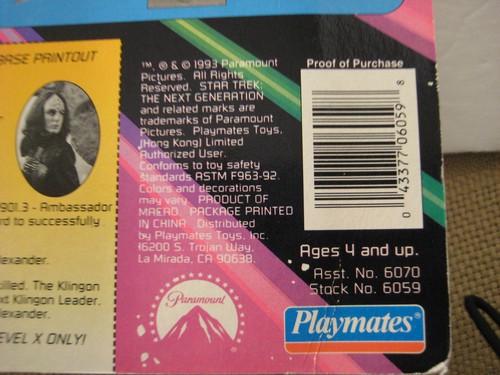 BASE PRINTOUT
901.3 - Ambassador
rd to successfully
lexander.
illed. The Klingon
xt Klingon Leader.
lexander.
EVEL X ONLY!
™, ® & © 1993 Paramount
Pictures. All Rights
Reserved. STAR TREK:
THE NEXT GENERATION
and related marks are
trademarks of Paramount
Pictures. Playmates Toys,
(Hong Kong) Limited
Authorized User.
Conforms to toy safety
standards ASTM F963-92.
Colors and decorations
may vary. PRODUCT OF
MACAO. PACKAGE PRINTED
IN CHINA. Distributed
by Playmates Toys, Inc.
16200 S. Trojan Way,
La Mirada, CA 90638.
Paramount
Proof of Purchase
0 43377 06059 8
Ages 4 and up.
Asst. No. 6070
Stock No. 6059
Playmates®